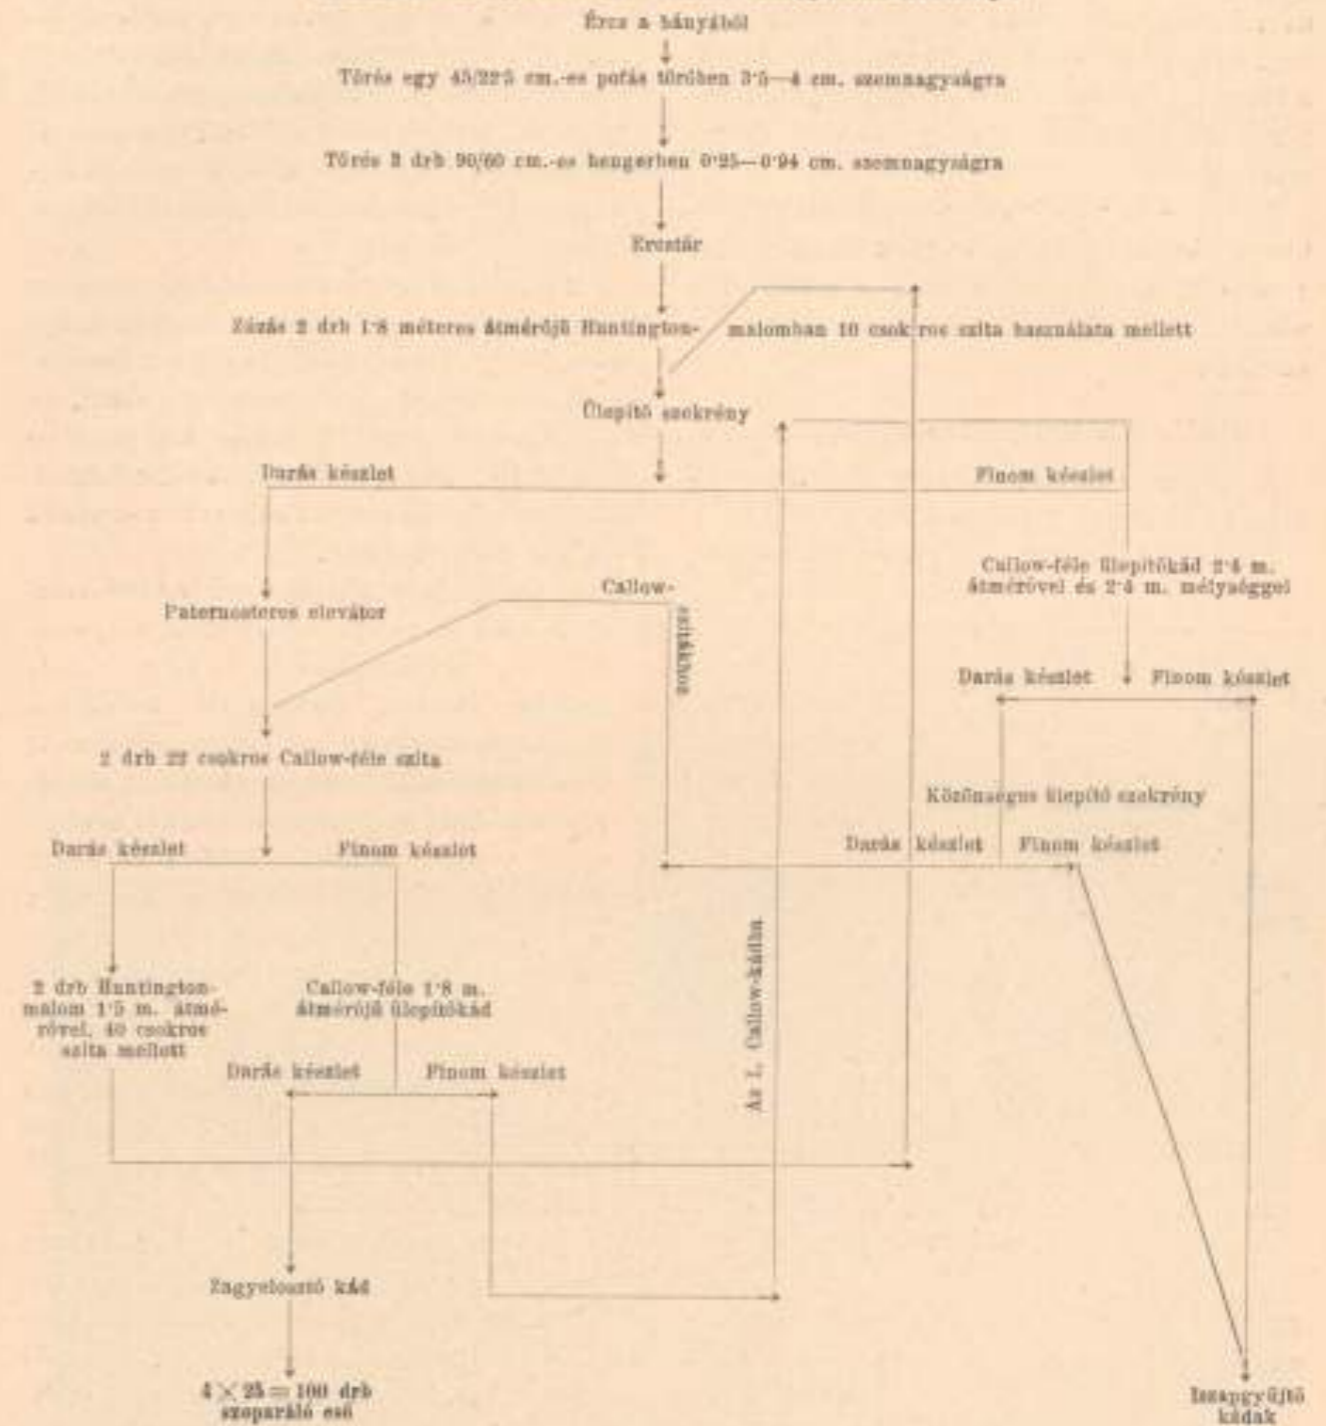 Érez a bányából
Törés egy 45/22·5 cm.-es pofás törőben 3·5—4 cm. szemnagyságra
Törés 2 drb 90/60 cm.-es hengerben 0·25—0·94 cm. szemnagyságra
Ercstár
Zúzás 2 drb 1·8 méteres átmérőjű Huntington- malomban 10 csokros szita használata mellett
Ülepítő szekrény
Darás készlet
Finom készlet
Callow-féle ülepítőkád 2·4 m.
átmérővel és 2·4 m. mélységgel
Callow-
szitákhoz
Paternosteres elevátor
Darás készlet Finom készlet
2 drb 22 csokros Callow-féle szita
Közönséges ülepítő szekrény
Darás készlet Finom készlet
Darás készlet Finom készlet
Az I. Callow-kádba
2 drb Huntington-
malom 1·5 m. átmé-
rővel, 40 csokros
szita mellett
Callow-féle 1·8 m.
átmérőjű ülepítőkád
Darás készlet Finom készlet
Zagyelosztó kád
4 × 25 = 100 drb
szeparáló eső
Iszapgyűjtő
kádak